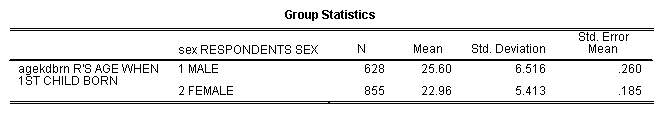 Group Statistics
sex RESPONDENTS SEX N Mean Std. Deviation Std. Error Mean
agekdbrn R'S AGE WHEN 1ST CHILD BORN 1 MALE 628 25.60 6.516 .260
2 FEMALE 855 22.96 5.413 .185